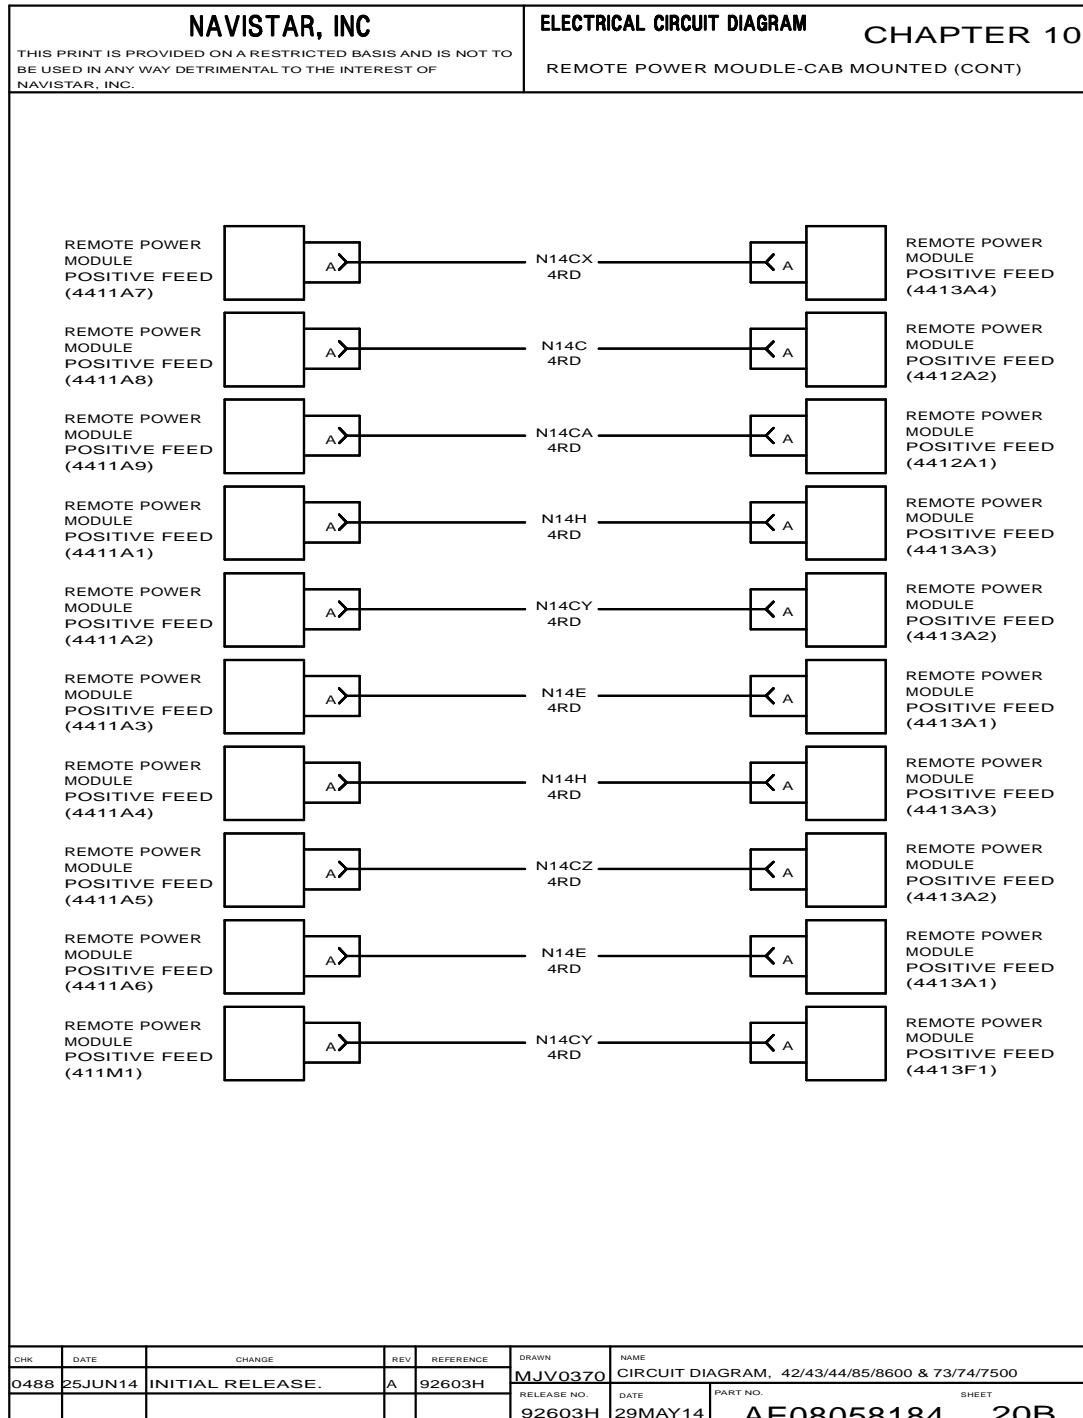 NAVISTAR, INC
THIS PRINT IS PROVIDED ON A RESTRICTED BASIS AND IS NOT TO
BE USED IN ANY WAY DETRIMENTAL TO THE INTEREST OF
NAVISTAR, INC.
ELECTRICAL CIRCUIT DIAGRAM
CHAPTER 10
REMOTE POWER MOUDLE-CAB MOUNTED (CONT)
REMOTE POWER
MODULE
POSITIVE FEED
(4411A7)
A
N14CX
4RD
A
REMOTE POWER
MODULE
POSITIVE FEED
(4413A4)
REMOTE POWER
MODULE
POSITIVE FEED
(4411A8)
A
N14C
4RD
A
REMOTE POWER
MODULE
POSITIVE FEED
(4412A2)
REMOTE POWER
MODULE
POSITIVE FEED
(4411A9)
A
N14CA
4RD
A
REMOTE POWER
MODULE
POSITIVE FEED
(4412A1)
REMOTE POWER
MODULE
POSITIVE FEED
(4411A1)
A
N14H
4RD
A
REMOTE POWER
MODULE
POSITIVE FEED
(4413A3)
REMOTE POWER
MODULE
POSITIVE FEED
(4411A2)
A
N14CY
4RD
A
REMOTE POWER
MODULE
POSITIVE FEED
(4413A2)
REMOTE POWER
MODULE
POSITIVE FEED
(4411A3)
A
N14E
4RD
A
REMOTE POWER
MODULE
POSITIVE FEED
(4413A1)
REMOTE POWER
MODULE
POSITIVE FEED
(4411A4)
A
N14H
4RD
A
REMOTE POWER
MODULE
POSITIVE FEED
(4413A3)
REMOTE POWER
MODULE
POSITIVE FEED
(4411A5)
A
N14CZ
4RD
A
REMOTE POWER
MODULE
POSITIVE FEED
(4413A2)
REMOTE POWER
MODULE
POSITIVE FEED
(4411A6)
A
N14E
4RD
A
REMOTE POWER
MODULE
POSITIVE FEED
(4413A1)
REMOTE POWER
MODULE
POSITIVE FEED
(411M1)
A
N14CY
4RD
A
REMOTE POWER
MODULE
POSITIVE FEED
(4413F1)
CHK DATE CHANGE REV REFERENCE
0488 25JUN14 INITIAL RELEASE. A 92603H
DRAWN NAME
MJV0370 CIRCUIT DIAGRAM, 42/43/44/85/8600 & 73/74/7500
RELEASE NO. DATE PART NO. SHEET
92603H 29MAY14 AE08058184 20B